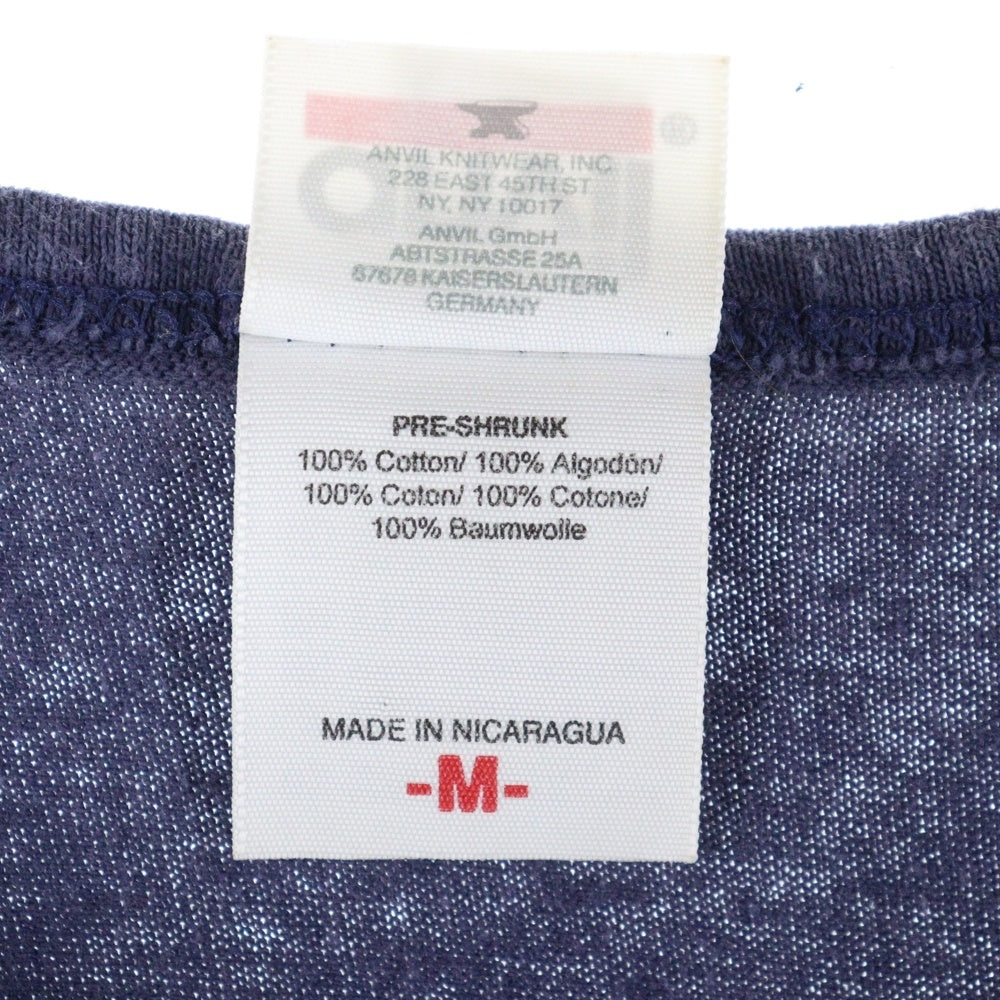 ANVIL KNITWEAR, INC.
228 EAST 45TH ST
NY, NY 10017
ANVIL GmbH
ABTSTRASSE 25A
67678 KAISERSLAUTERN
GERMANY
PRE-SHRUNK
100% Cotton/ 100% Algodón/
100% Coton/ 100% Cotone/
100% Baumwolle
MADE IN NICARAGUA
-M-